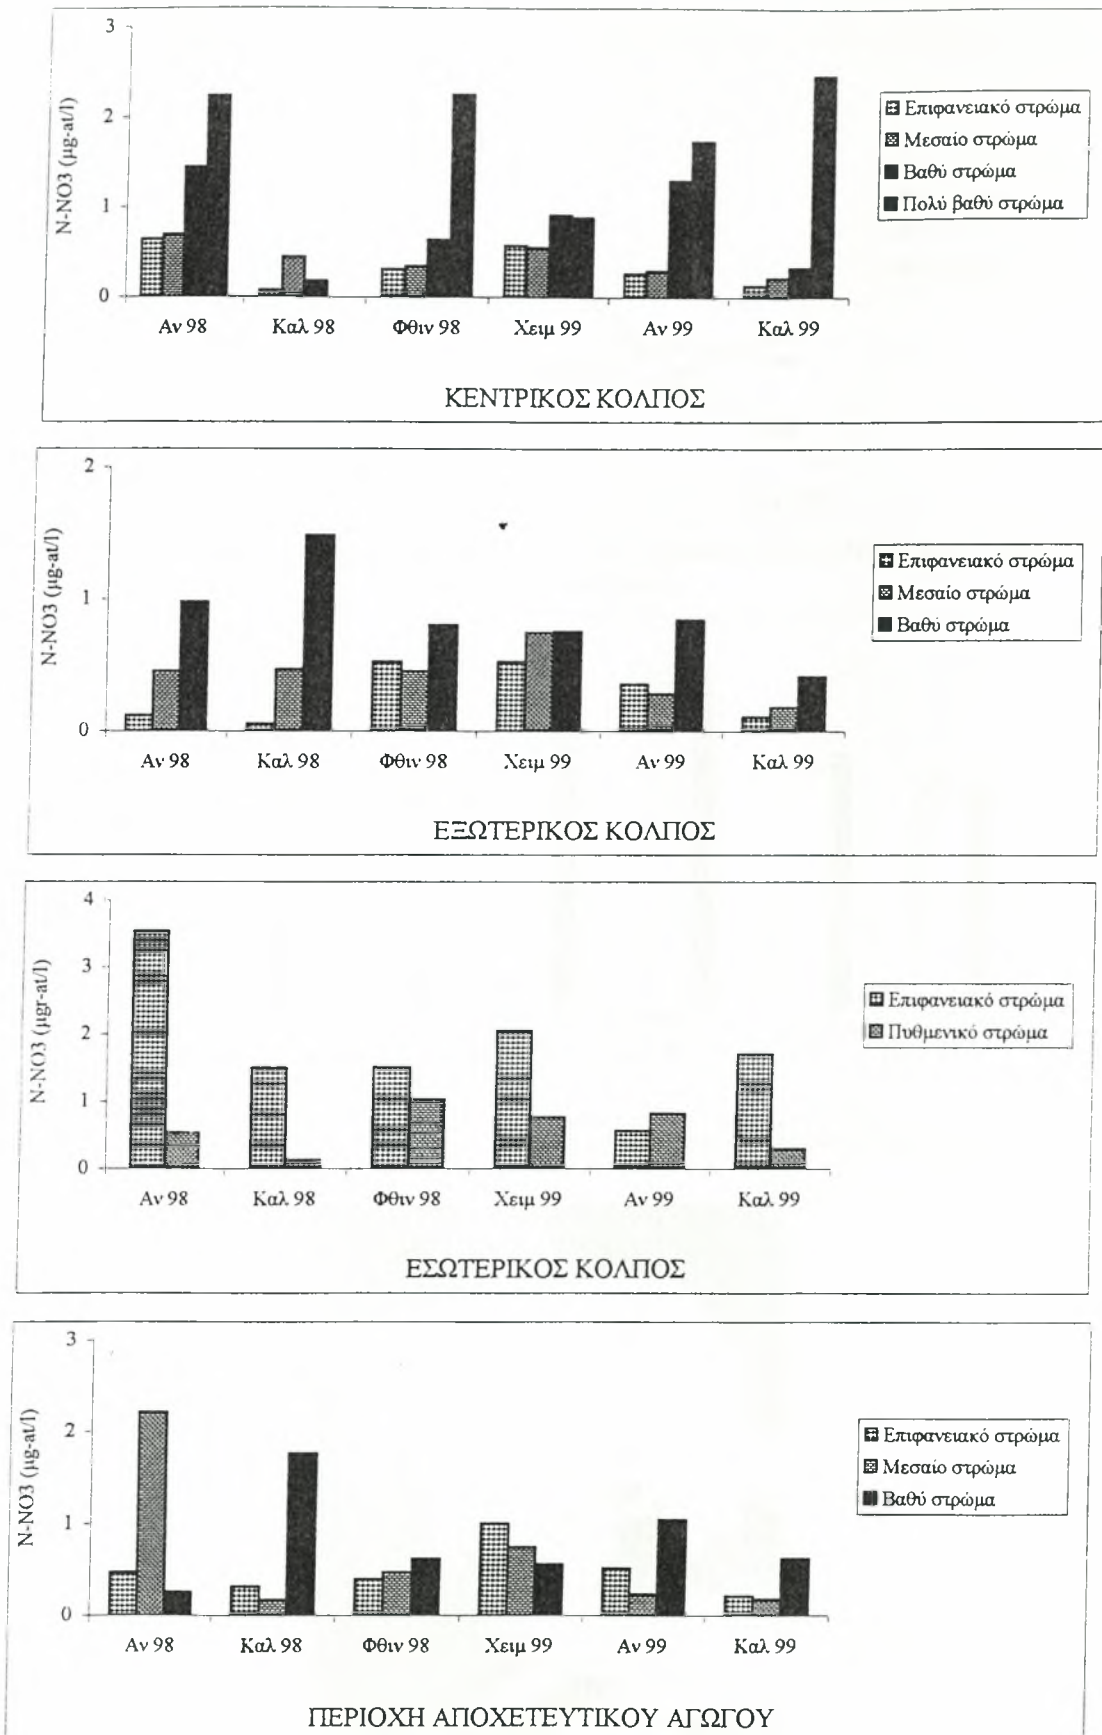 3
2
1
0
N-NO3 (µg-at/l)
Αν 98 Καλ 98 Φθιν 98 Χειμ 99 Αν 99 Καλ 99
Επιφανειακό στρώμα
Μεσαίο στρώμα
Βαθύ στρώμα
Πολύ βαθύ στρώμα
ΚΕΝΤΡΙΚΟΣ ΚΟΛΠΟΣ
2
1
0
N-NO3 (µg-at/l)
Αν 98 Καλ 98 Φθιν 98 Χειμ 99 Αν 99 Καλ 99
Επιφανειακό στρώμα
Μεσαίο στρώμα
Βαθύ στρώμα
ΕΞΩΤΕΡΙΚΟΣ ΚΟΛΠΟΣ
4
3
2
1
0
N-NO3 (µgr-at/l)
Αν 98 Καλ 98 Φθιν 98 Χειμ 99 Αν 99 Καλ 99
Επιφανειακό στρώμα
Πυθμενικό στρώμα
ΕΣΩΤΕΡΙΚΟΣ ΚΟΛΠΟΣ
3
2
1
0
N-NO3 (µg-at/l)
Αν 98 Καλ 98 Φθιν 98 Χειμ 99 Αν 99 Καλ 99
Επιφανειακό στρώμα
Μεσαίο στρώμα
Βαθύ στρώμα
ΠΕΡΙΟΧΗ ΑΠΟΧΕΤΕΥΤΙΚΟΥ ΑΓΩΓΟΥ